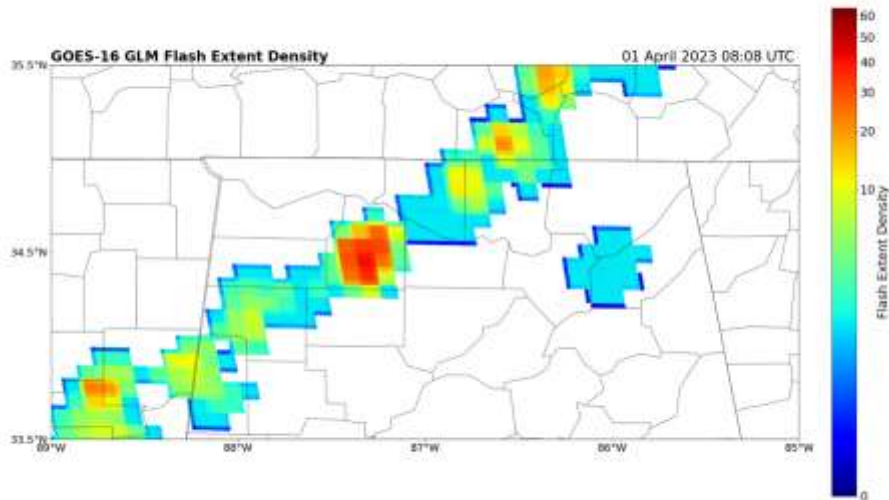 GOES-16 GLM Flash Extent Density
01 April 2023 08:08 UTC
35.5°N
34.5°N
33.5°N
89°W
88°W
87°W
86°W
85°W
60
50
40
30
20
10
0
Flash Extent Density